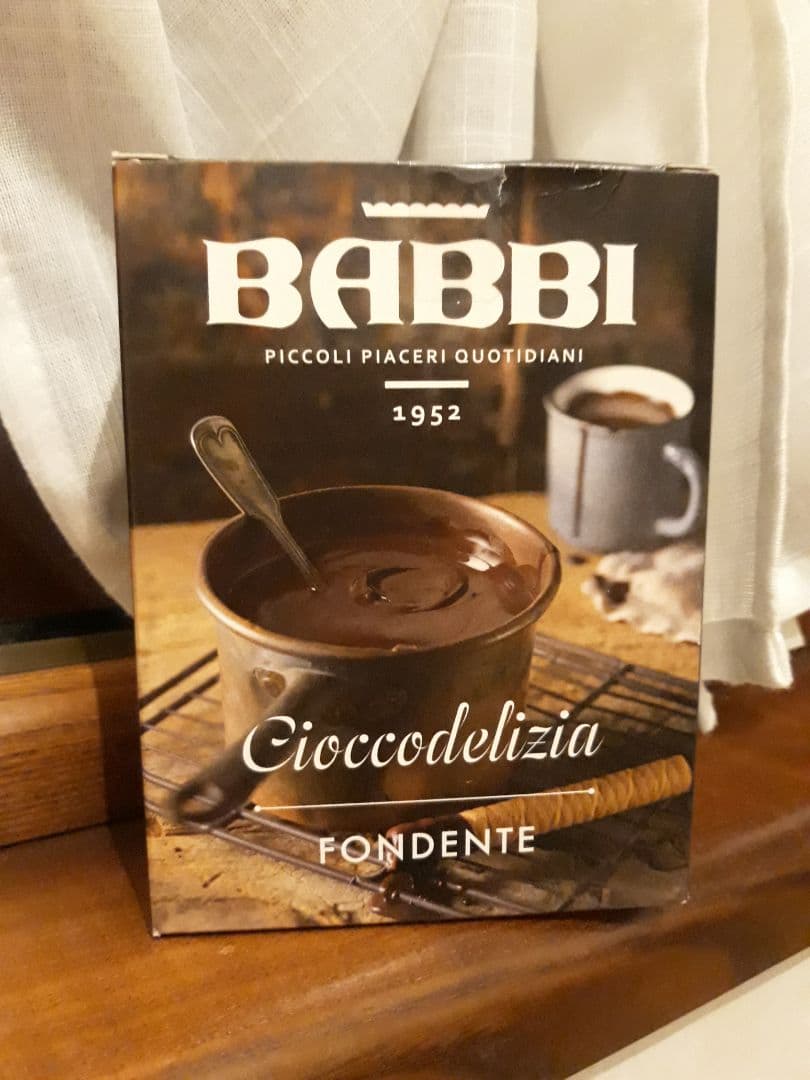 BABBI
PICCOLI PIACERI QUOTIDIANI
1952
Cioccodelizia
FONDENTE